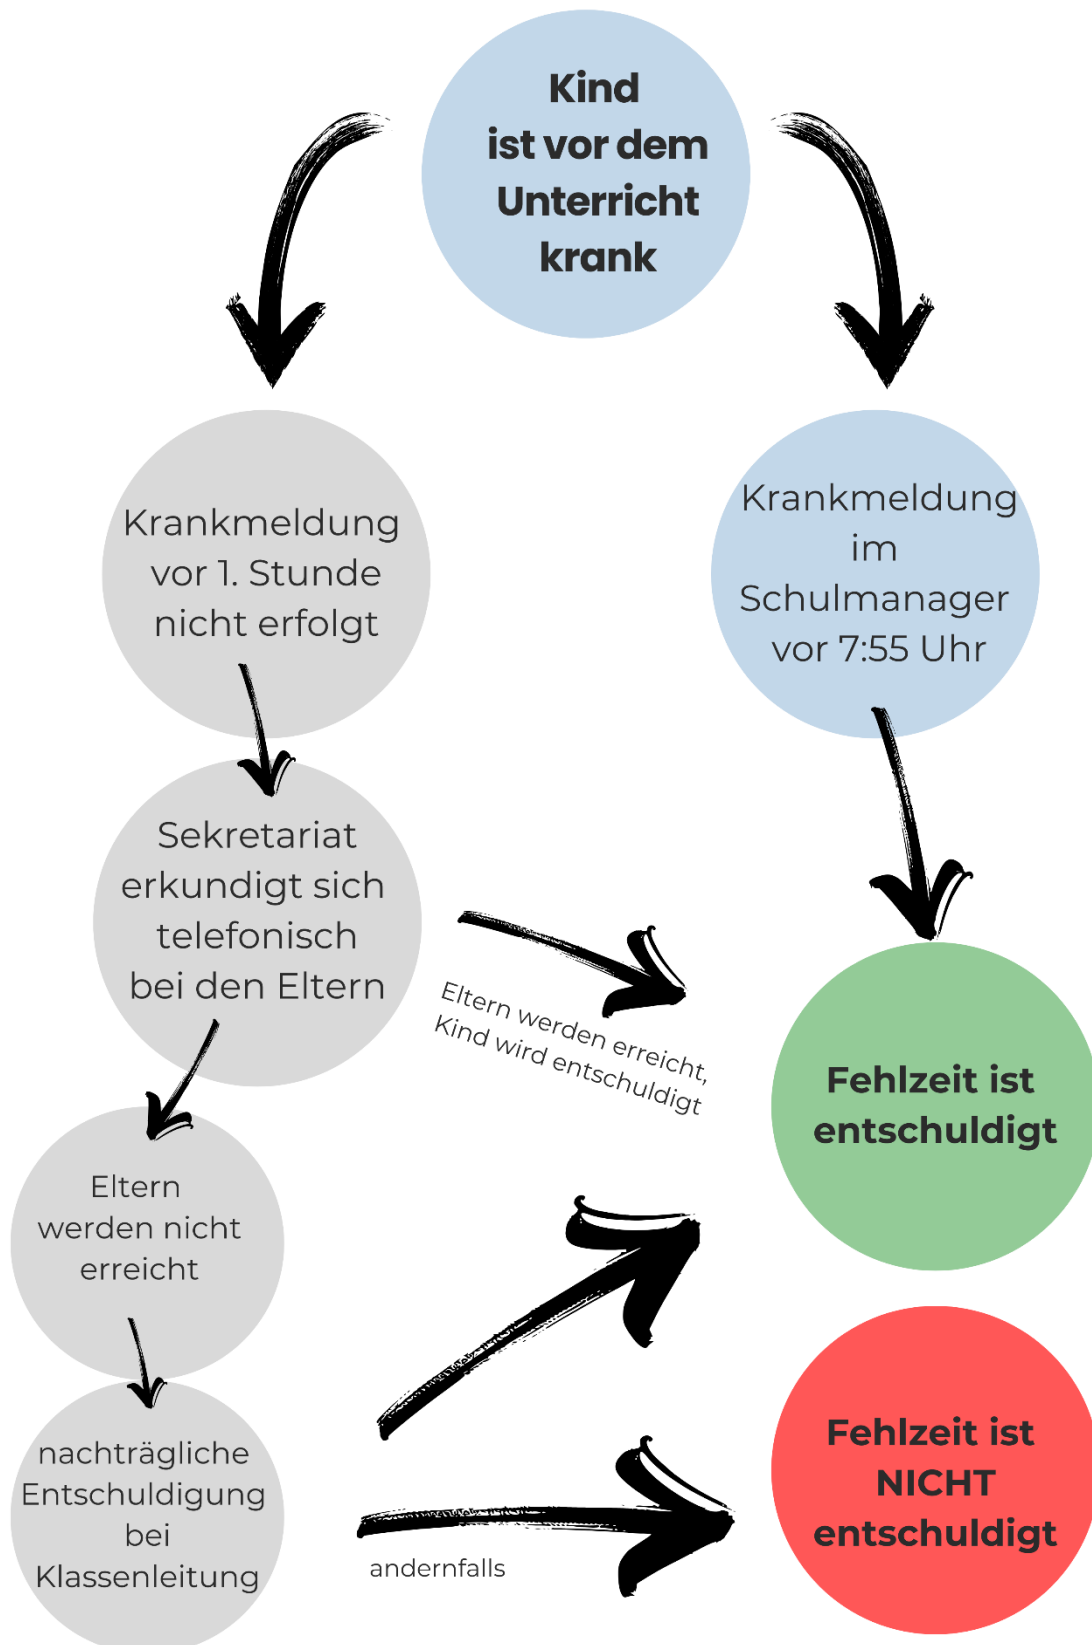 Kind
ist vor dem
Unterricht
krank
Krankmeldung
vor 1. Stunde
nicht erfolgt
Krankmeldung
im
Schulmanager
vor 7:55 Uhr
Sekretariat
erkundigt sich
telefonisch
bei den Eltern
Eltern werden erreicht,
Kind wird entschuldigt
Fehlzeit ist
entschuldigt
Eltern
werden nicht
erreicht
nachträgliche
Entschuldigung
bei
Klassenleitung
andernfalls
Fehlzeit ist
NICHT
entschuldigt